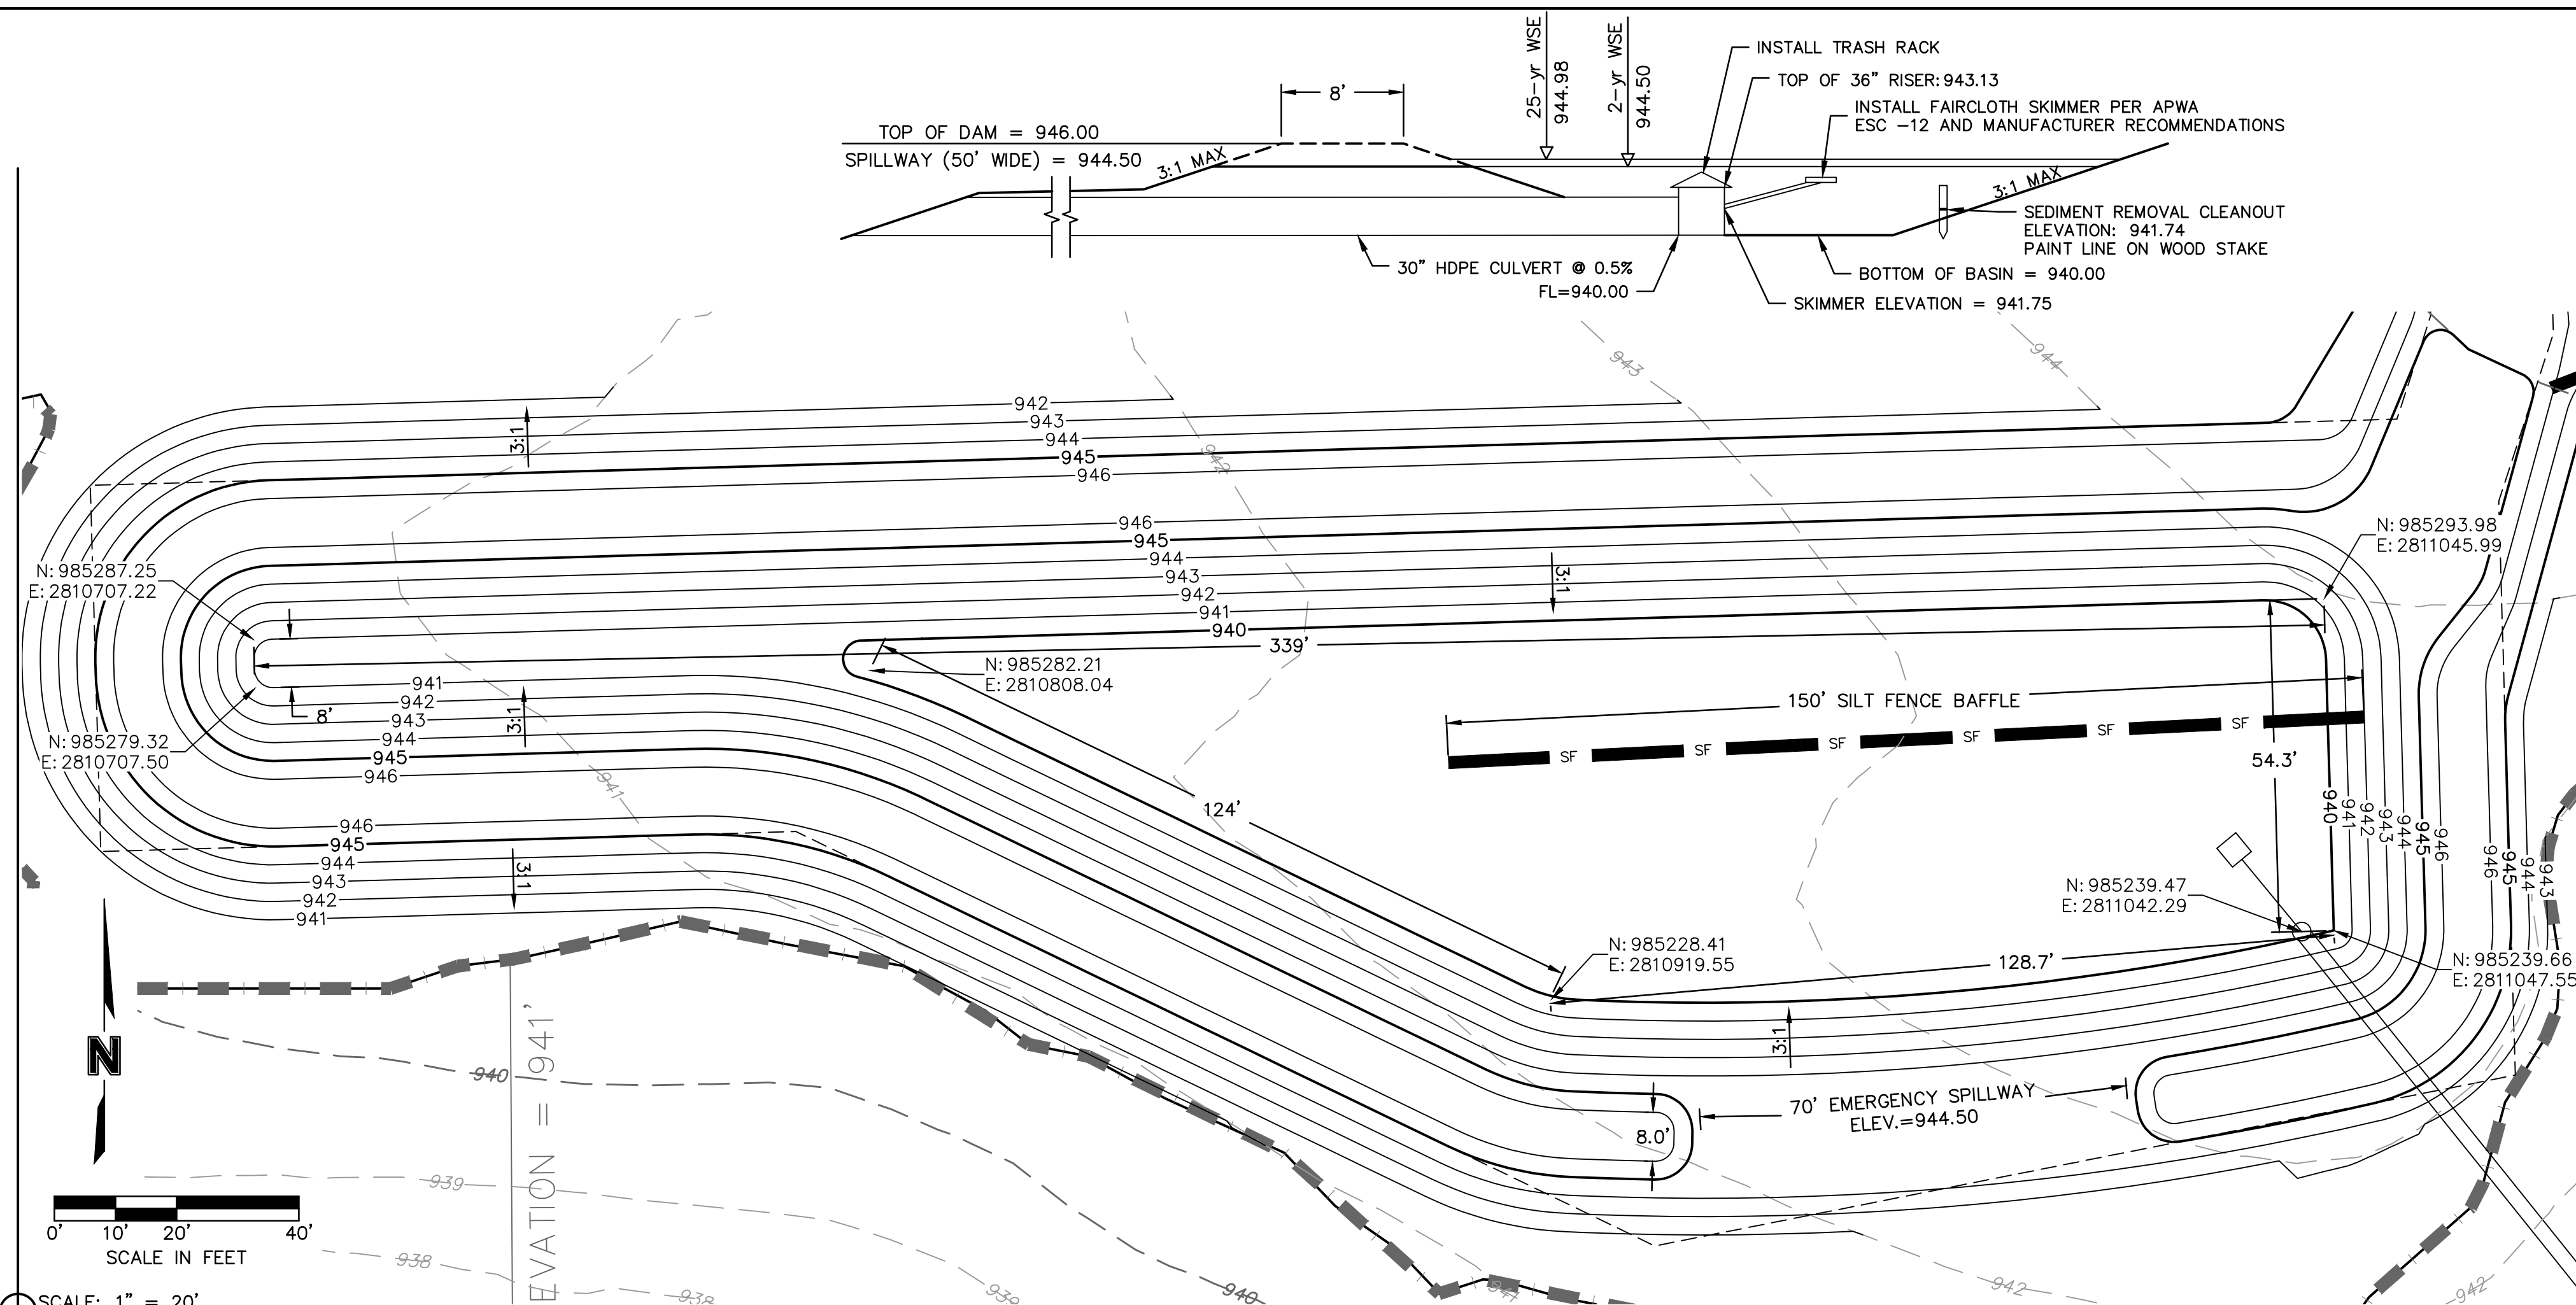 25-yr WSE
944.98
2-yr WSE
944.50
INSTALL TRASH RACK
TOP OF 36" RISER: 943.13
INSTALL FAIRCLOTH SKIMMER PER APWA
ESC -12 AND MANUFACTURER RECOMMENDATIONS
8'
TOP OF DAM = 946.00
SPILLWAY (50' WIDE) = 944.50
3:1 MAX
3:1 MAX
SEDIMENT REMOVAL CLEANOUT
ELEVATION: 941.74
PAINT LINE ON WOOD STAKE
30" HDPE CULVERT @ 0.5%
FL=940.00
BOTTOM OF BASIN = 940.00
SKIMMER ELEVATION = 941.75
943
944
942
943
944
945
946
3:1
942
946
945
944
943
942
941
940
339'
3:1
N: 985293.98
E: 2811045.99
N: 985287.25
E: 2810707.22
N: 985282.21
E: 2810808.04
8'
941
942
943
944
945
946
3:1
N: 985279.32
E: 2810707.50
941
150' SILT FENCE BAFFLE
SF
SF
SF
SF
SF
SF
54.3'
124'
940
941
942
943
944
945
946
946
945
944
943
946
945
944
943
942
941
3:1
N: 985239.47
E: 2811042.29
N: 985228.41
E: 2810919.55
128.7'
N: 985239.66
E: 2811047.55
3:1
70' EMERGENCY SPILLWAY
ELEV.=944.50
8.0'
N
940
EVATION = 941'
939
938
938
939
940
941
942
942
0'
10'
20'
40'
SCALE IN FEET
SCALE: 1" = 20'